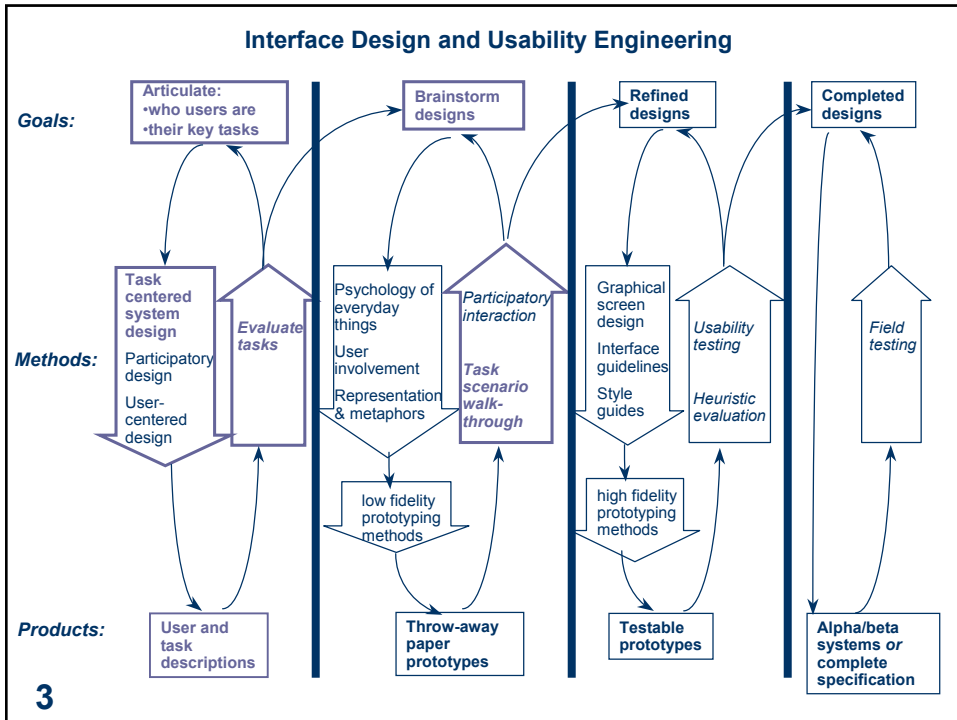 Interface Design and Usability Engineering
Goals:
Articulate:
•who users are
•their key tasks
Brainstorm
designs
Refined
designs
Completed
designs
Methods:
Task
centered
system
design
Participatory
design
User-
centered
design
Evaluate
tasks
Psychology of
everyday
things
User
involvement
Representation
& metaphors
low fidelity
prototyping
methods
Participatory
interaction
Task
scenario
walk-
through
Graphical
screen
design
Interface
guidelines
Style
guides
high fidelity
prototyping
methods
Usability
testing
Heuristic
evaluation
Field
testing
Products:
User and
task
descriptions
Throw-away
paper
prototypes
Testable
prototypes
Alpha/beta
systems or
complete
specification
3